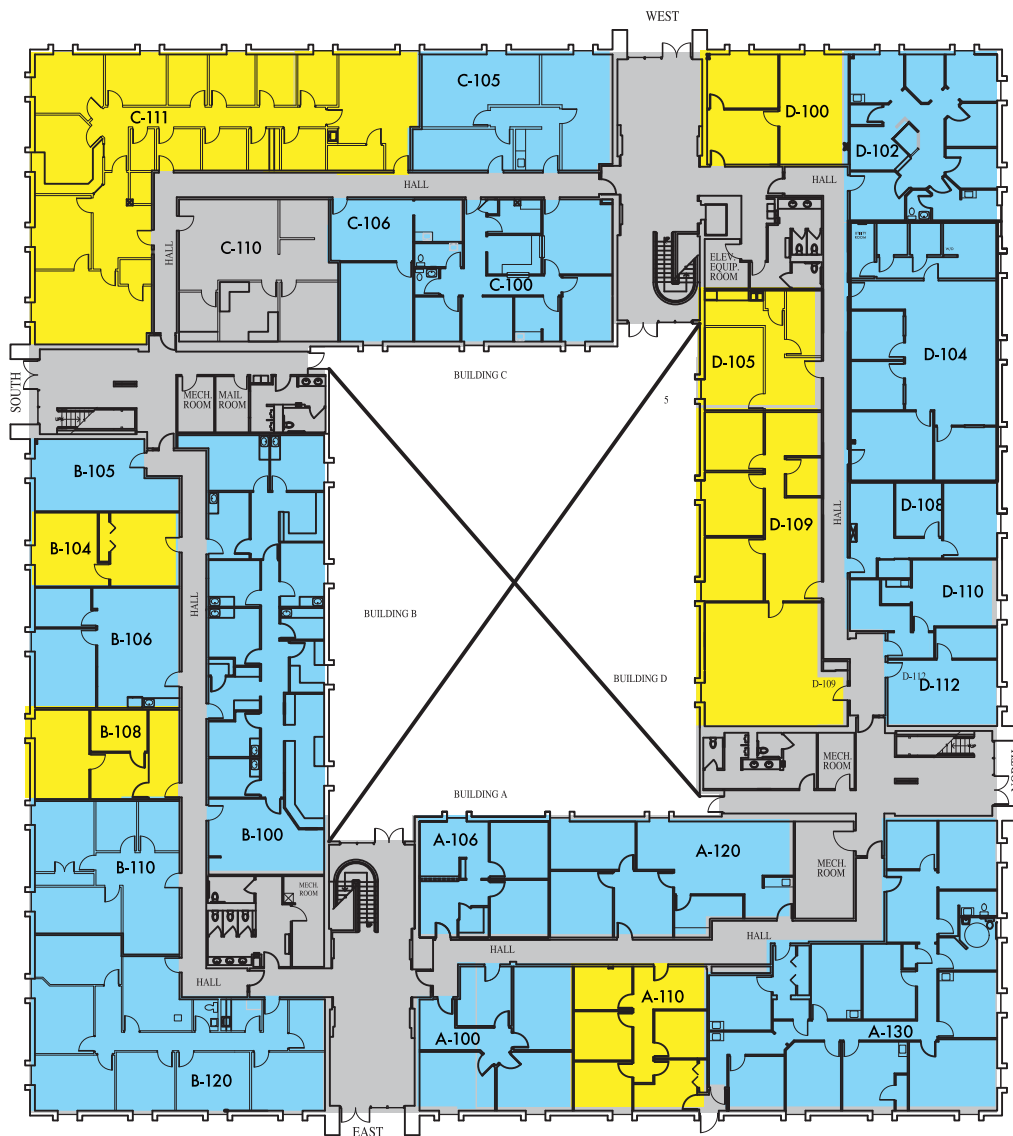 WEST
C-105
C-111
D-100
D-102
HALL
HALL
C-106
C-110
HALL
ELEV.
EQUIP.
ROOM
C-100
D-104
D-105
SOUTH
MECH.
ROOM
MAIL
ROOM
BUILDING C
5
B-105
D-108
B-104
D-109
HALL
HALL
D-110
BUILDING B
B-106
BUILDING D
D-109
D-112
D-112
B-108
MECH.
ROOM
NORTH
BUILDING A
B-100
A-106
A-120
B-110
MECH.
ROOM
MECH.
ROOM
HALL
HALL
HALL
A-110
A-100
A-130
B-120
EAST